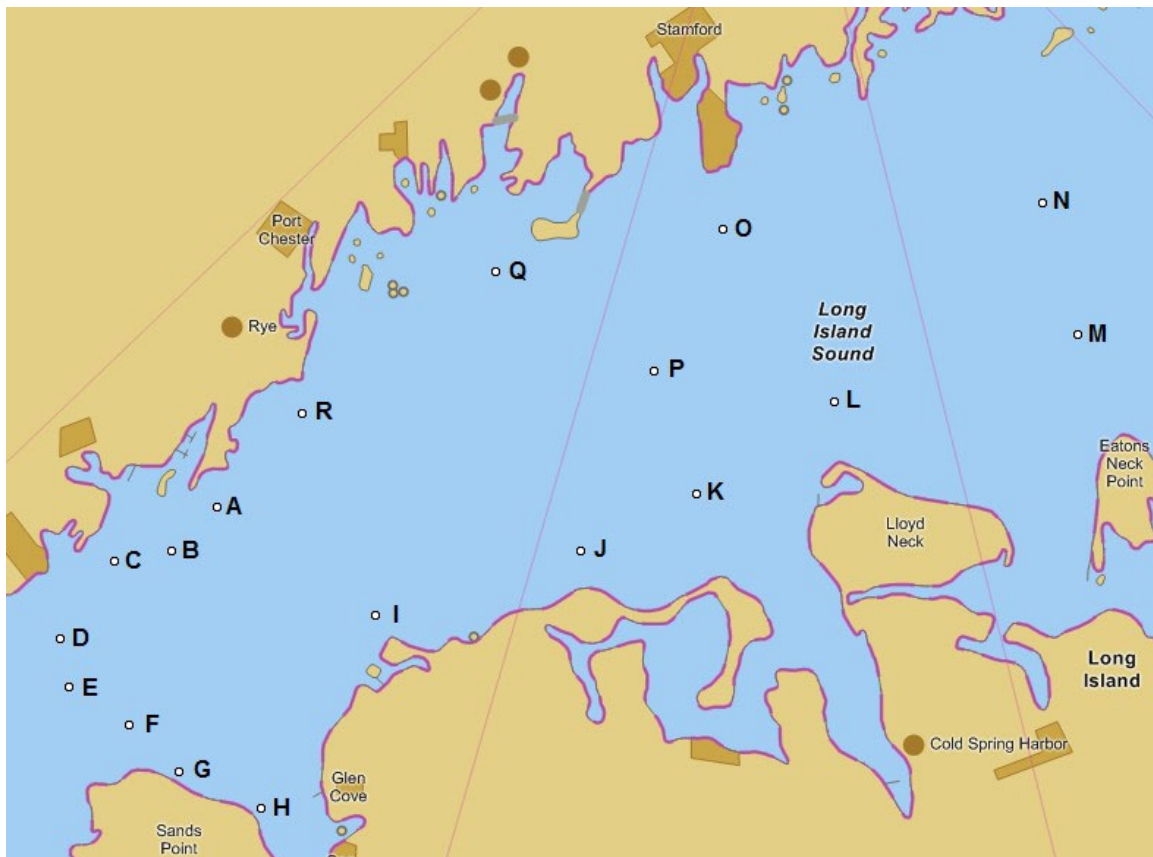 Stamford
N
O
Port
Chester
Q
Long
Island
Sound
Rye
M
P
L
R
Eatons
Neck
Point
K
A
Lloyd
Neck
B
J
C
I
D
Long
Island
E
F
Cold Spring Harbor
G
Glen
Cove
H
Sands
Point